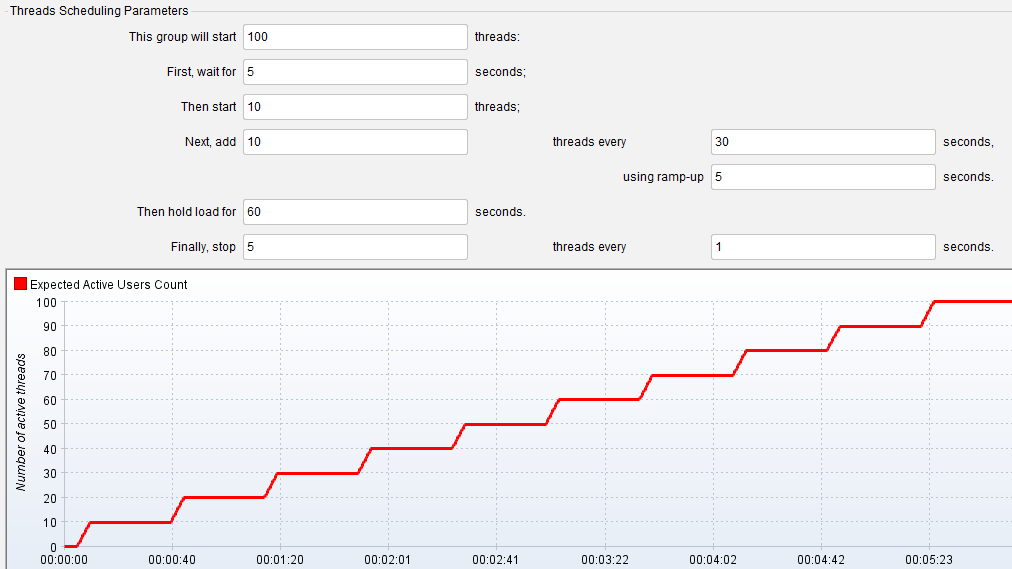 Threads Scheduling Parameters
This group will start 100 threads:
First, wait for 5 seconds;
Then start 10 threads;
Next, add 10 threads every 30 seconds,
using ramp-up 5 seconds.
Then hold load for 60 seconds.
Finally, stop 5 threads every 1 seconds.
Expected Active Users Count
Number of active threads
100
90
80
70
60
50
40
30
20
10
0
00:00:00 00:00:40 00:01:20 00:02:01 00:02:41 00:03:22 00:04:02 00:04:42 00:05:23